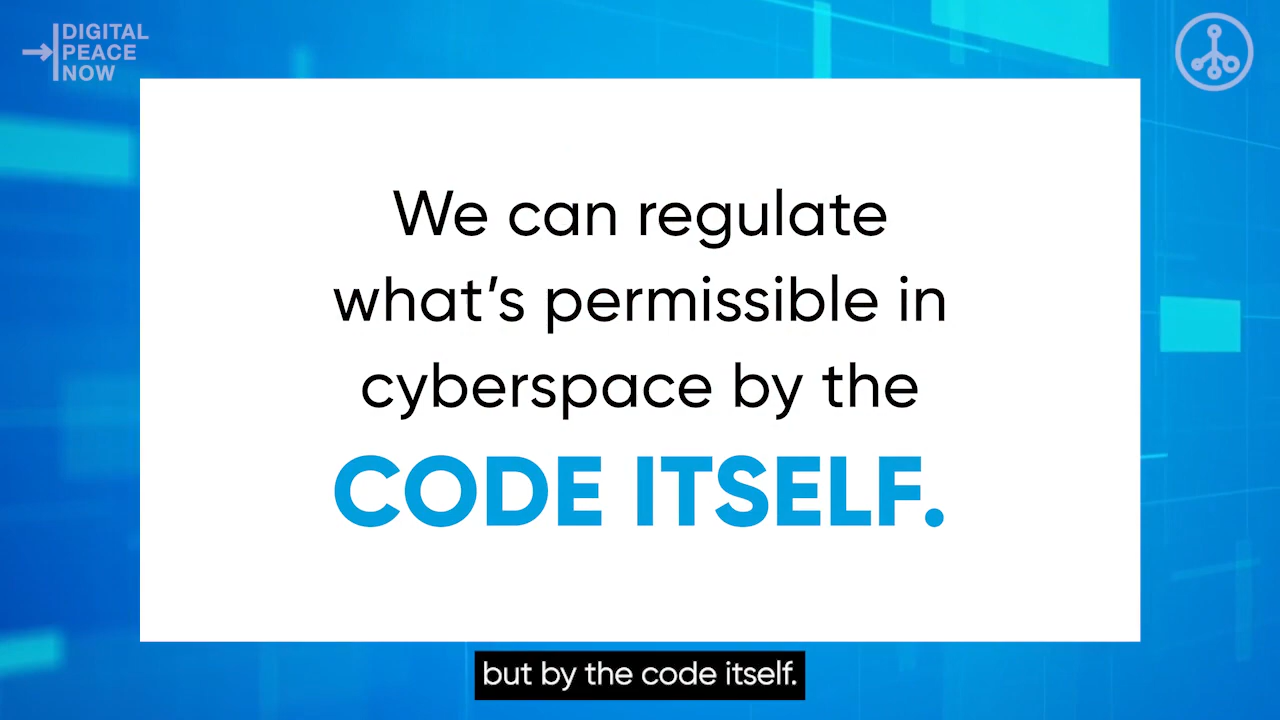 DIGITAL
PEACE
NOW
We can regulate
what’s permissible in
cyberspace by the
CODE ITSELF.
but by the code itself.